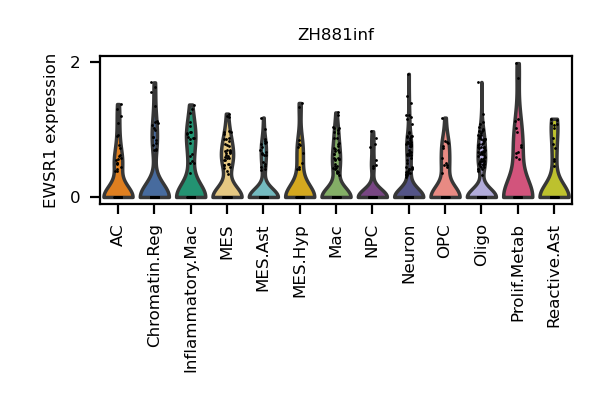 ZH881inf
EWSR1 expression
2
0
AC
Chromatin.Reg
Inflammatory.Mac
MES
MES.Ast
MES.Hyp
Mac
NPC
Neuron
OPC
Oligo
Prolif.Metab
Reactive.Ast